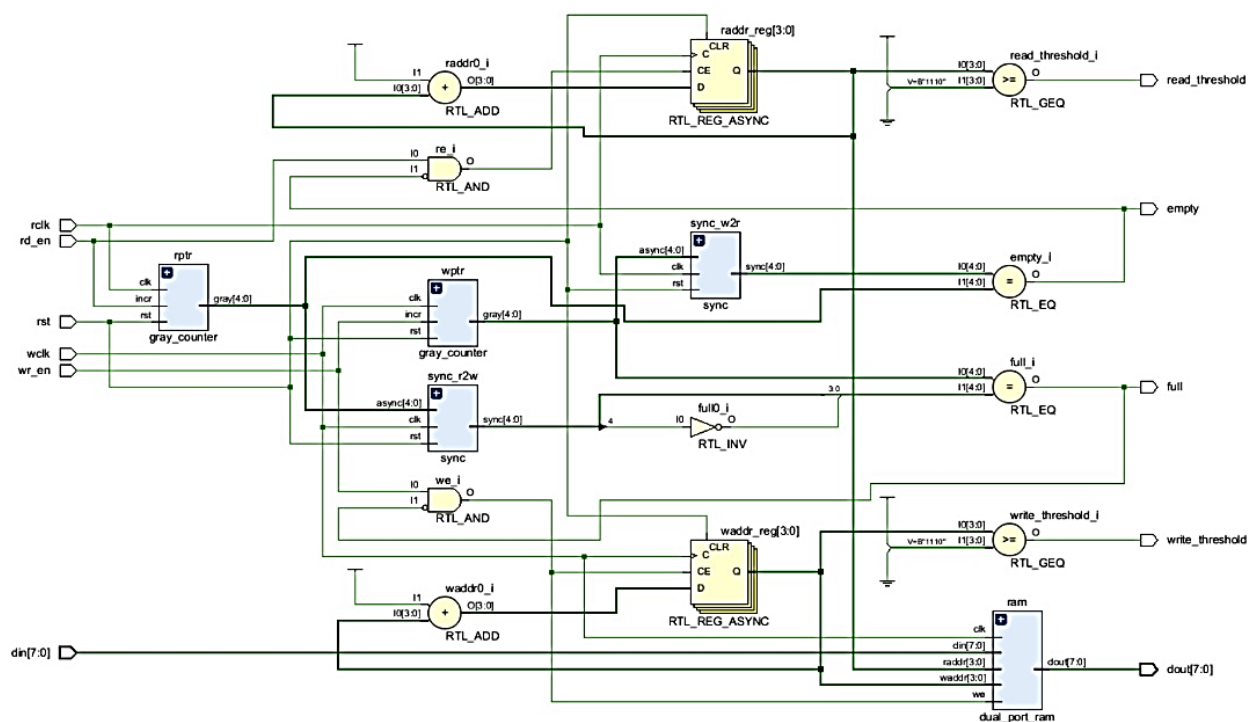 raddr_reg[3:0]
CLR
C
CE
D
Q
RTL_REG_ASYNC
raddr0_i
I1
I0[3:0]
+
O[3:0]
RTL_ADD
read_threshold_i
I0[3:0]
V=B"1110"
I1[3:0]
>=
O
RTL_GEQ
read_threshold
re_i
I0
I1
O
RTL_AND
rclk
rd_en
rst
wclk
wr_en
rptr
clk
incr
rst
gray[4:0]
gray_counter
wptr
clk
incr
rst
gray[4:0]
gray_counter
sync_w2r
async[4:0]
clk
rst
sync[4:0]
sync
empty_i
I0[4:0]
I1[4:0]
=
O
RTL_EQ
empty
sync_r2w
async[4:0]
clk
rst
sync[4:0]
sync
4
full0_i
I0
O
RTL_INV
3:0
full_i
I0[4:0]
I1[4:0]
=
O
RTL_EQ
full
we_i
I0
I1
O
RTL_AND
waddr_reg[3:0]
CLR
C
CE
D
Q
RTL_REG_ASYNC
waddr0_i
I1
I0[3:0]
+
O[3:0]
RTL_ADD
write_threshold_i
I0[3:0]
V=B"1110"
I1[3:0]
>=
O
RTL_GEQ
write_threshold
din[7:0]
ram
clk
din[7:0]
raddr[3:0]
waddr[3:0]
we
dout[7:0]
dual_port_ram
dout[7:0]